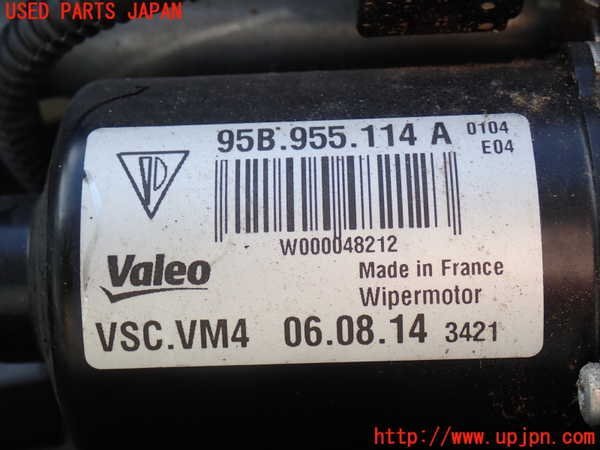 USED PARTS JAPAN
95B.955.114 A
0104
E04
W000048212
Valeo
Made in France
Wipermotor
VSC.VM4 06.08.14 3421
http://www.upjpn.com/